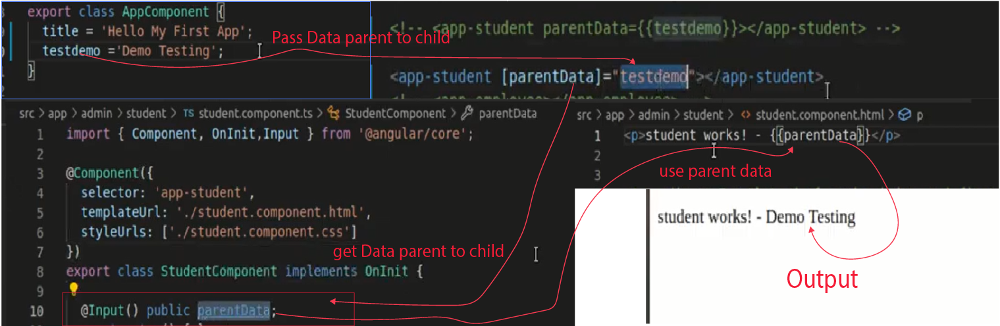 export class AppComponent {
title = 'Hello My First App';
testdemo ='Demo Testing';
}
Pass Data parent to child
<!-- <app-student parentData={{testdemo}}></app-student> -->
<app-student [parentData]="testdemo"></app-student>
src > app > admin > student > TS student.component.ts > StudentComponent > parentData
1 import { Component, OnInit,Input } from '@angular/core';
2
3 @Component({
4 selector: 'app-student',
5 templateUrl: './student.component.html',
6 styleUrls: ['./student.component.css']
7 })
8 export class StudentComponent implements OnInit {
9
10 @Input() public parentData;
get Data parent to child
src > app > admin > student > <> student.component.html > p
1 <p>student works! - {{parentData}}</p>
2
3
use parent data
student works! - Demo Testing
Output